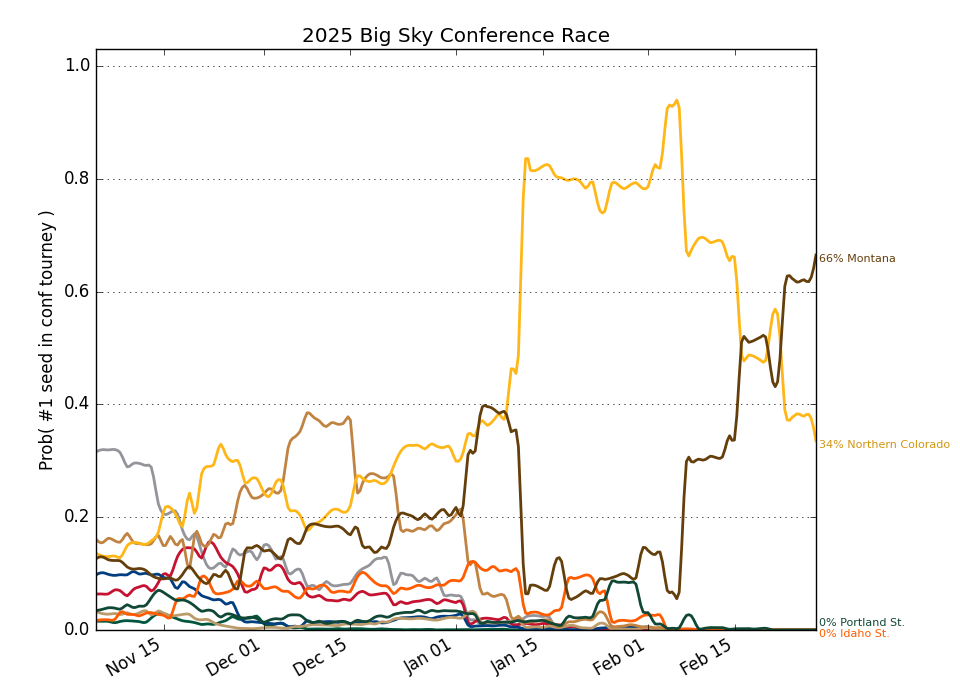 2025 Big Sky Conference Race
Prob( #1 seed in conf tourney )
1.0
0.8
0.6
0.4
0.2
0.0
Nov 15
Dec 01
Dec 15
Jan 01
Jan 15
Feb 01
Feb 15
66% Montana
34% Northern Colorado
0% Portland St.
0% Idaho St.